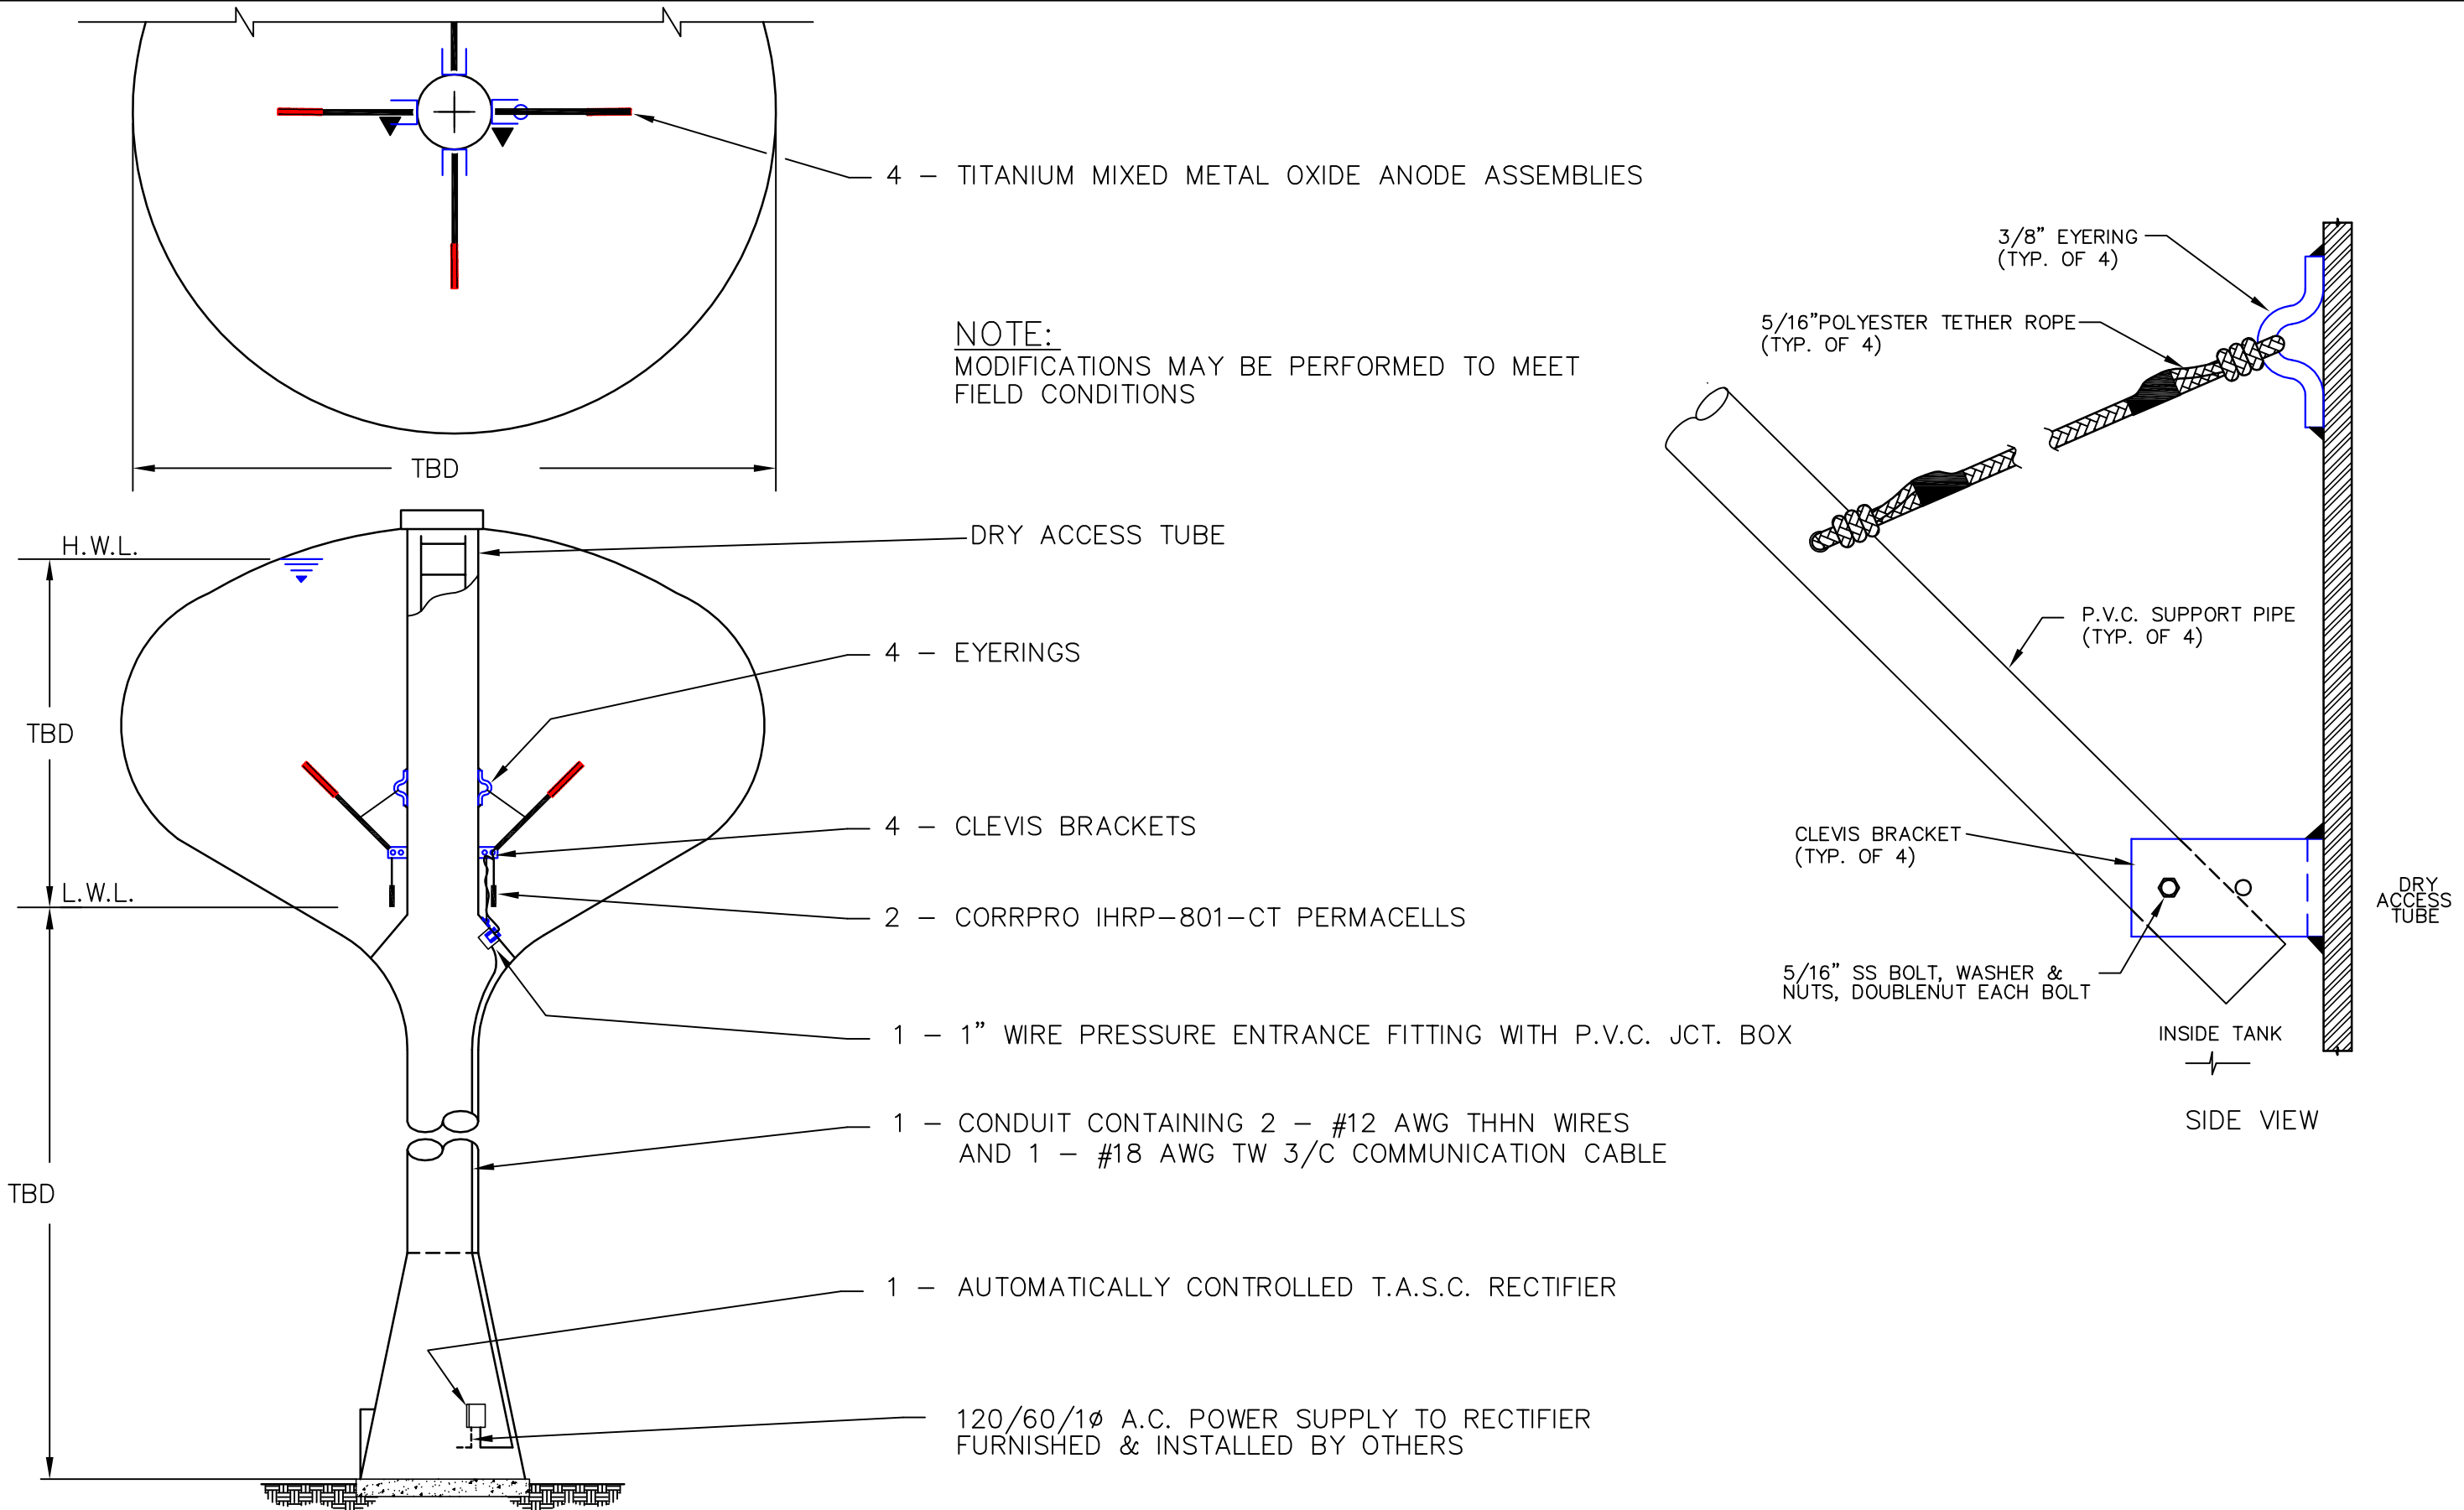 4 - TITANIUM MIXED METAL OXIDE ANODE ASSEMBLIES
NOTE:
MODIFICATIONS MAY BE PERFORMED TO MEET
FIELD CONDITIONS
TBD
H.W.L.
DRY ACCESS TUBE
4 - EYERINGS
TBD
4 - CLEVIS BRACKETS
L.W.L.
2 - CORRPRO IHRP-801-CT PERMACELLS
1 - 1" WIRE PRESSURE ENTRANCE FITTING WITH P.V.C. JCT. BOX
1 - CONDUIT CONTAINING 2 - #12 AWG THHN WIRES
AND 1 - #18 AWG TW 3/C COMMUNICATION CABLE
TBD
1 - AUTOMATICALLY CONTROLLED T.A.S.C. RECTIFIER
120/60/1ø A.C. POWER SUPPLY TO RECTIFIER
FURNISHED & INSTALLED BY OTHERS
3/8" EYERING
(TYP. OF 4)
5/16"POLYESTER TETHER ROPE
(TYP. OF 4)
P.V.C. SUPPORT PIPE
(TYP. OF 4)
CLEVIS BRACKET
(TYP. OF 4)
DRY
ACCESS
TUBE
5/16" SS BOLT, WASHER &
NUTS, DOUBLENUT EACH BOLT
INSIDE TANK
SIDE VIEW